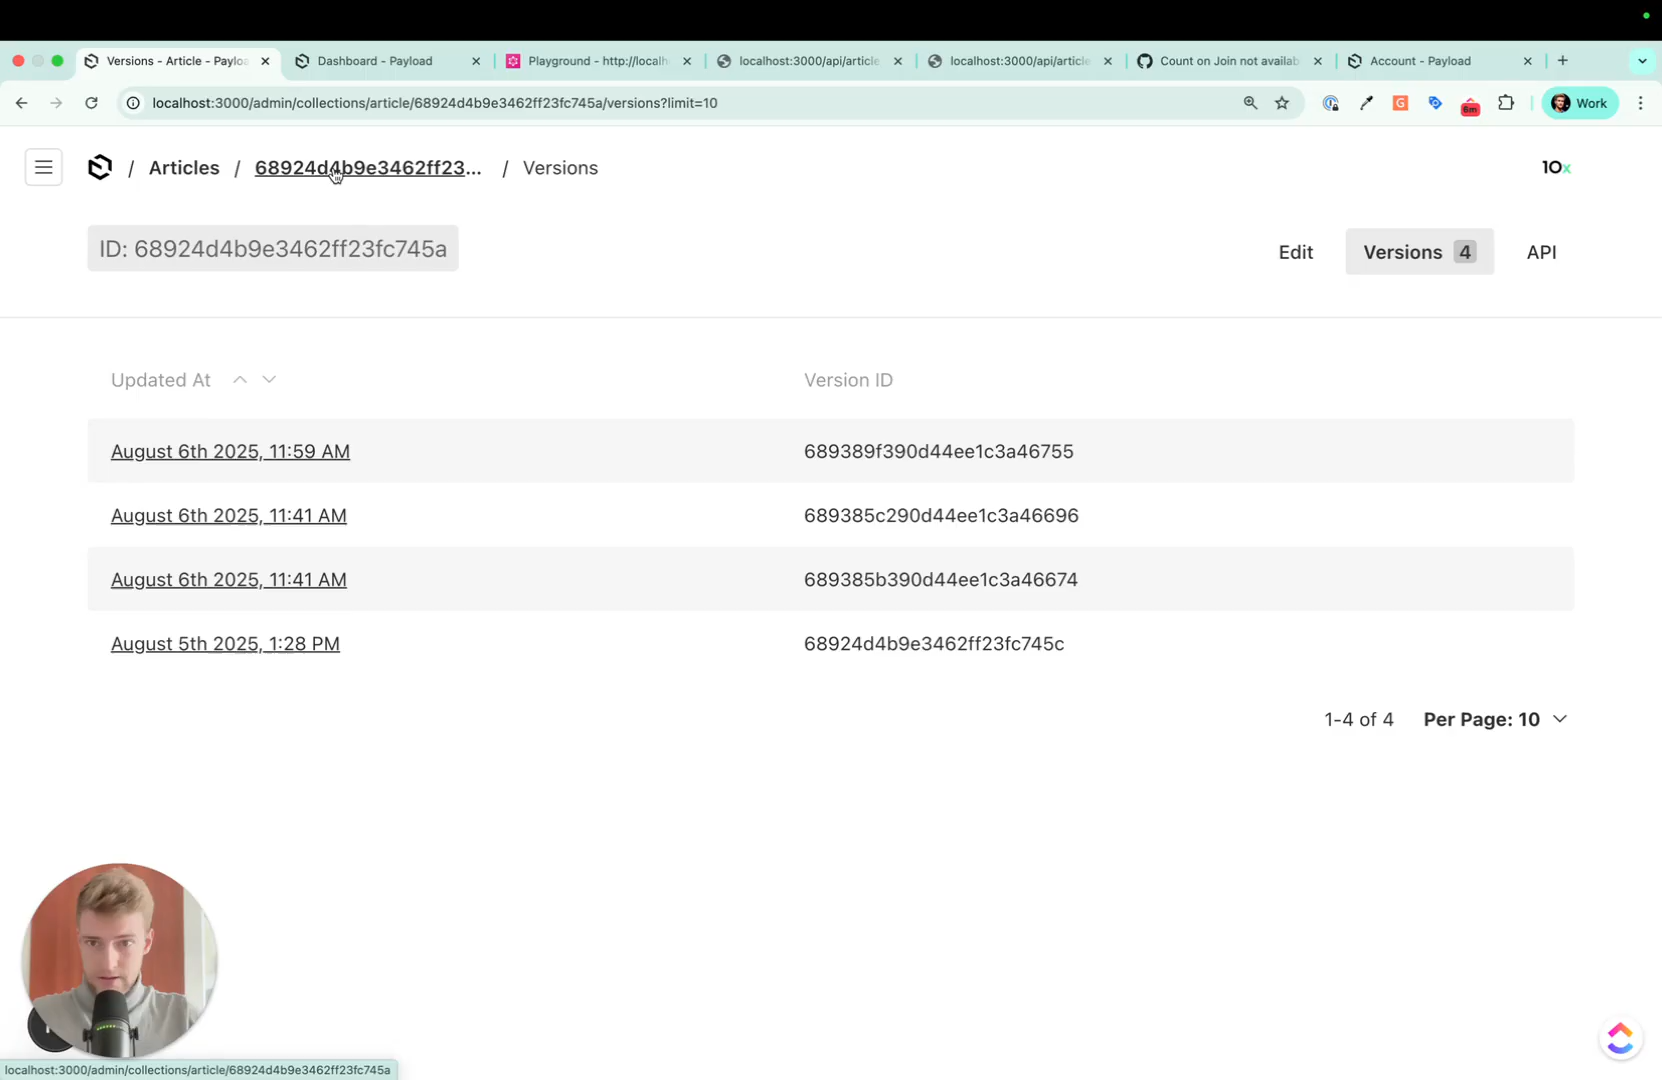 Versions - Article - Payloa
Dashboard - Payload
Playground - http://localh
localhost:3000/api/article
localhost:3000/api/article
Count on Join not availab
Account - Payload
localhost:3000/admin/collections/article/68924d4b9e3462ff23fc745a/versions?limit=10
6m
Work
/ Articles / 68924d4b9e3462ff23... / Versions
10x
ID: 68924d4b9e3462ff23fc745a
Edit
Versions 4
API
Updated At
Version ID
August 6th 2025, 11:59 AM
689389f390d44ee1c3a46755
August 6th 2025, 11:41 AM
689385c290d44ee1c3a46696
August 6th 2025, 11:41 AM
689385b390d44ee1c3a46674
August 5th 2025, 1:28 PM
68924d4b9e3462ff23fc745c
1-4 of 4
Per Page: 10
localhost:3000/admin/collections/article/68924d4b9e3462ff23fc745a